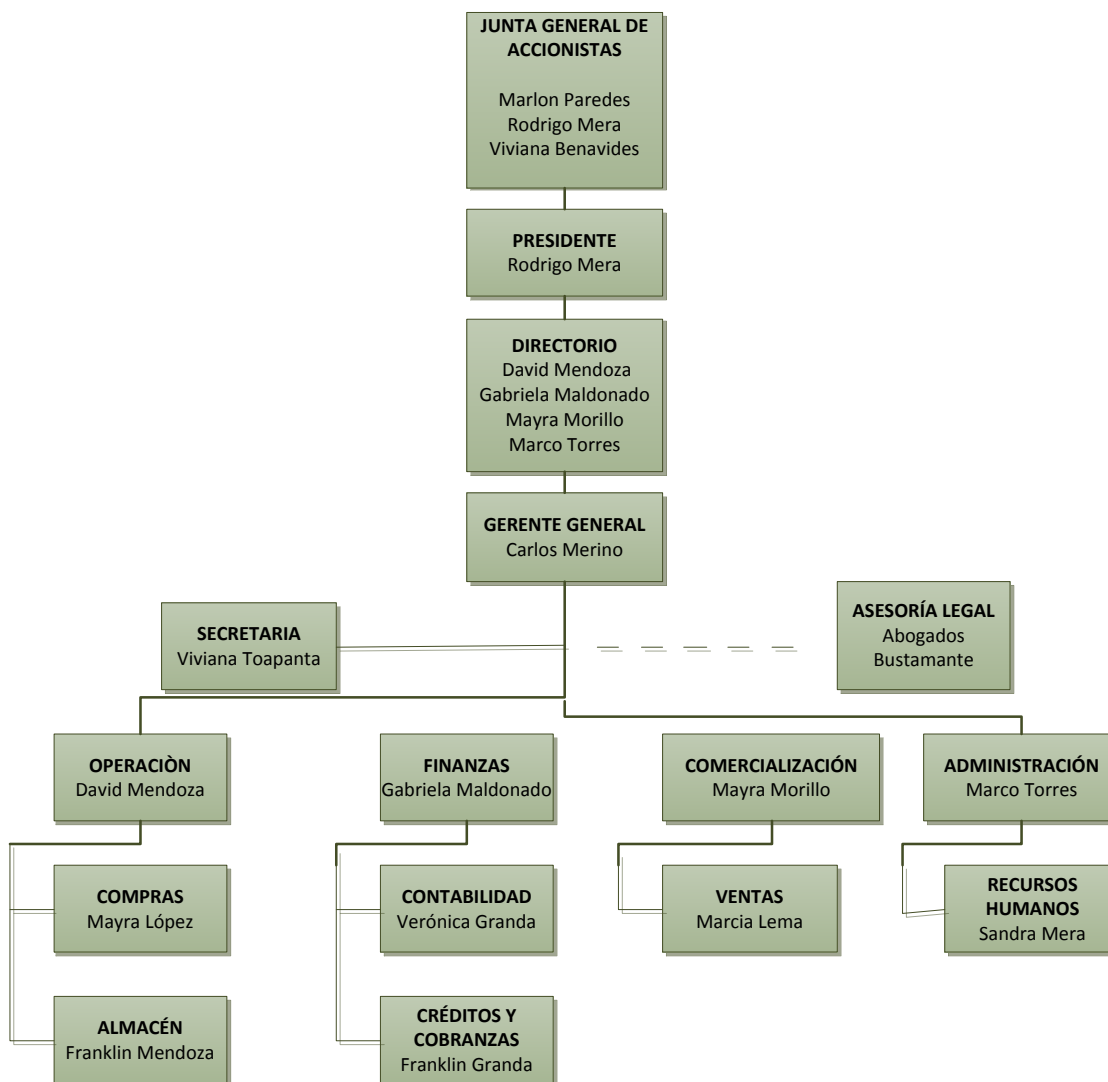 JUNTA GENERAL DE
ACCIONISTAS
Marlon Paredes
Rodrigo Mera
Viviana Benavides
PRESIDENTE
Rodrigo Mera
DIRECTORIO
David Mendoza
Gabriela Maldonado
Mayra Morillo
Marco Torres
GERENTE GENERAL
Carlos Merino
SECRETARIA
Viviana Toapanta
ASESORÍA LEGAL
Abogados
Bustamante
OPERACIÒN
David Mendoza
FINANZAS
Gabriela Maldonado
COMERCIALIZACIÓN
Mayra Morillo
ADMINISTRACIÓN
Marco Torres
COMPRAS
Mayra López
CONTABILIDAD
Verónica Granda
VENTAS
Marcia Lema
RECURSOS
HUMANOS
Sandra Mera
ALMACÉN
Franklin Mendoza
CRÉDITOS Y
COBRANZAS
Franklin Granda